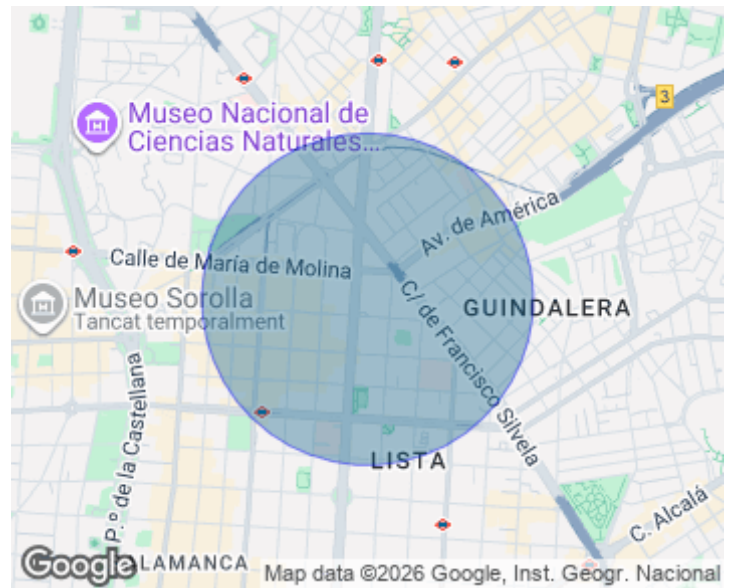 Museo Nacional de
Ciencias Naturales...
3
Av. de América
Calle de María de Molina
Museo Sorolla
Tancat temporalment
GUINDALERA
C/ de Francisco Silvela
P.º de la Castellana
LISTA
C. Alcalá
ALAMANCA
Google
Map data ©2026 Google, Inst. Geogr. Nacional